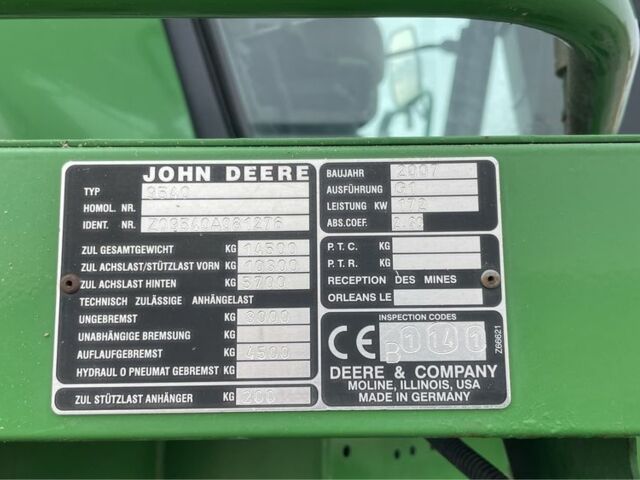 JOHN DEERE
TYP 9540
HOMOL. NR.
IDENT. NR. Z09540A081276
ZUL GESAMTGEWICHT KG 14500
ZUL ACHSLAST/STÜTZLAST VORN KG 10800
ZUL ACHSLAST HINTEN KG 5700
TECHNISCH ZULÄSSIGE ANHÄNGELAST
UNGEBREMST KG 3000
UNABHÄNGIGE BREMSUNG KG
AUFLAUFGEBREMST KG 4500
HYDRAUL O PNEUMAT GEBREMST KG
ZUL STÜTZLAST ANHÄNGER KG 200
BAUJAHR 2007
AUSFÜHRUNG G1
LEISTUNG KW 172
ABS.COEF.
P. T. C. KG
P. T. R. KG
RECEPTION DES MINES
ORLEANS LE
INSPECTION CODES
CE B 1 14 1
Z66621
DEERE & COMPANY
MOLINE, ILLINOIS, USA
MADE IN GERMANY